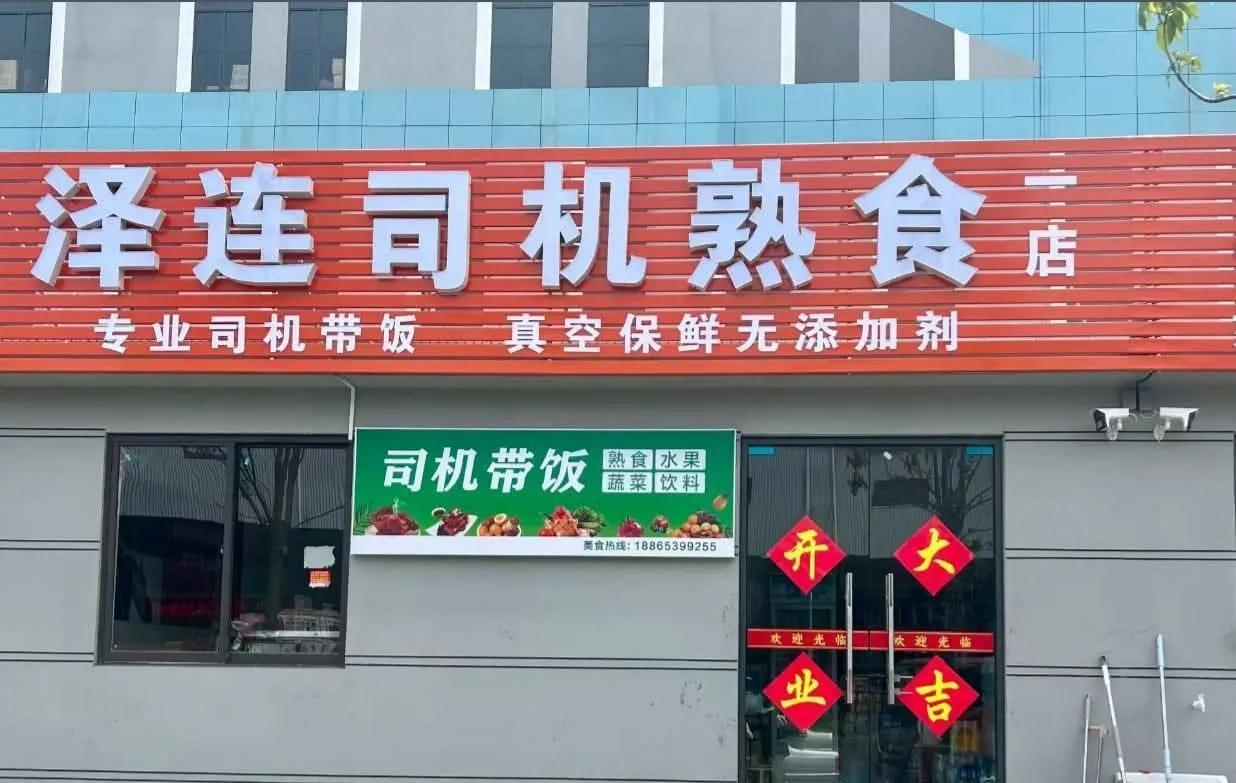 泽连司机熟食一店
专业司机带饭 真空保鲜无添加剂
司机带饭
熟食 水果
蔬菜 饮料
美食热线:18865399255
开 大
欢迎光临 欢迎光临
业 吉